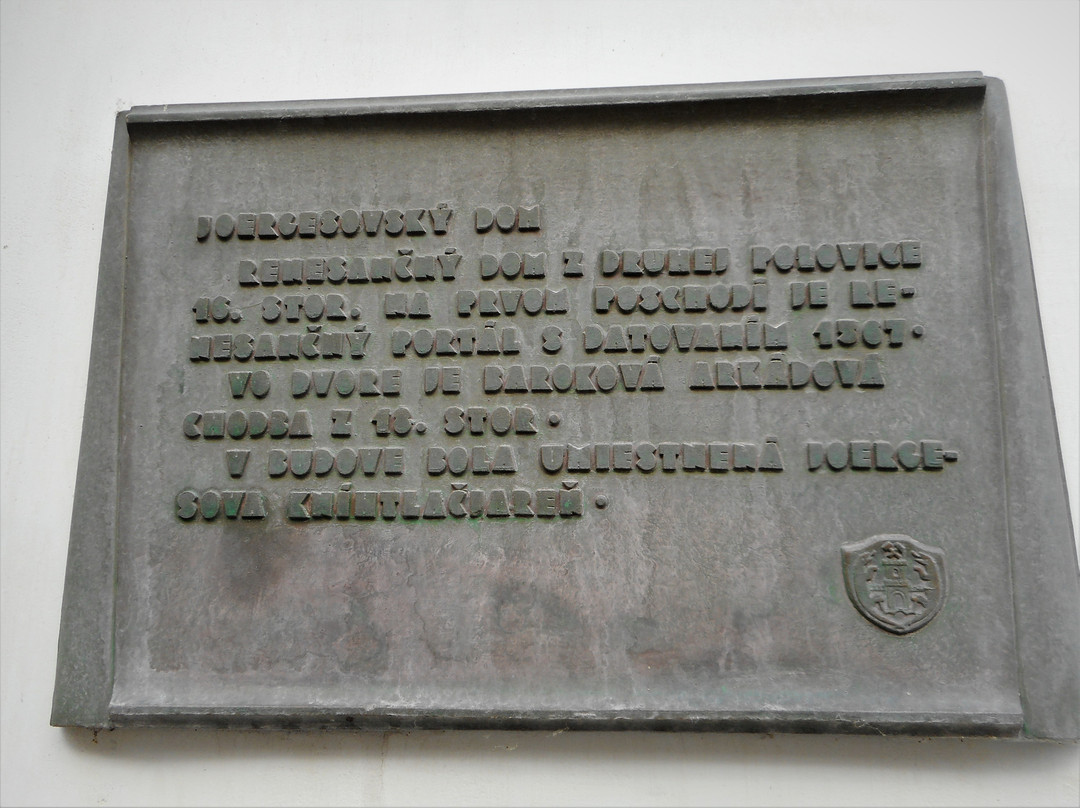 JOERGESOVSKÝ DOM
RENESANČNÝ DOM Z DRUHEJ POLOVICE
16. STOR. NA PRVOM POSCHODÍ JE RE-
NESANČNÝ PORTÁL S DATOVANÍM 1567.
VO DVORE JE BAROKOVÁ ARKÁDOVÁ
CHODBA Z 18. STOR.
V BUDOVE BOLA UMIESTNENÁ JOERGE-
SOVA KNÍHTLAČIAREŇ.